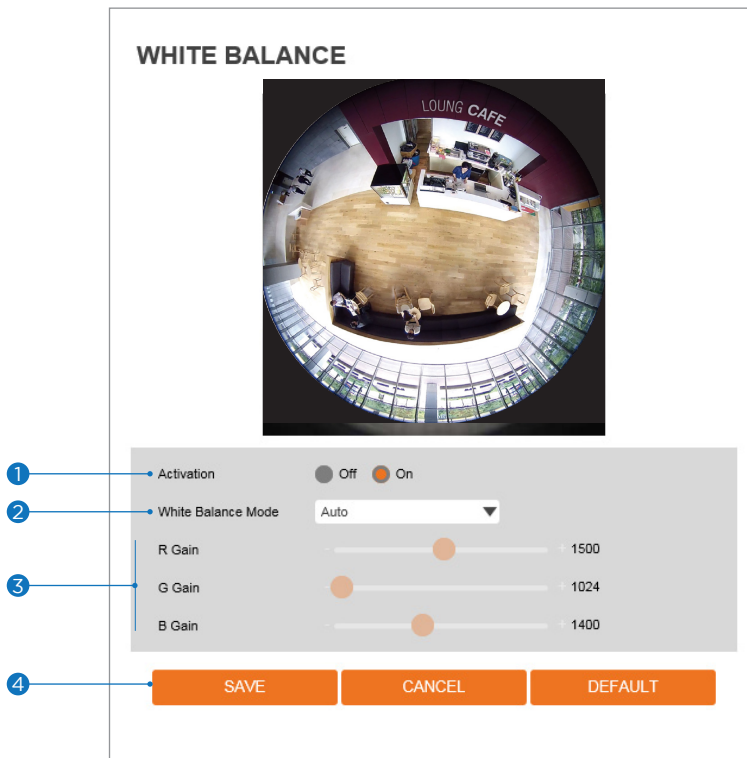 WHITE BALANCE
LOUNG CAFE
1 Activation Off On
2 White Balance Mode Auto
R Gain - + 1500
3 G Gain - + 1024
B Gain - + 1400
4 SAVE CANCEL DEFAULT